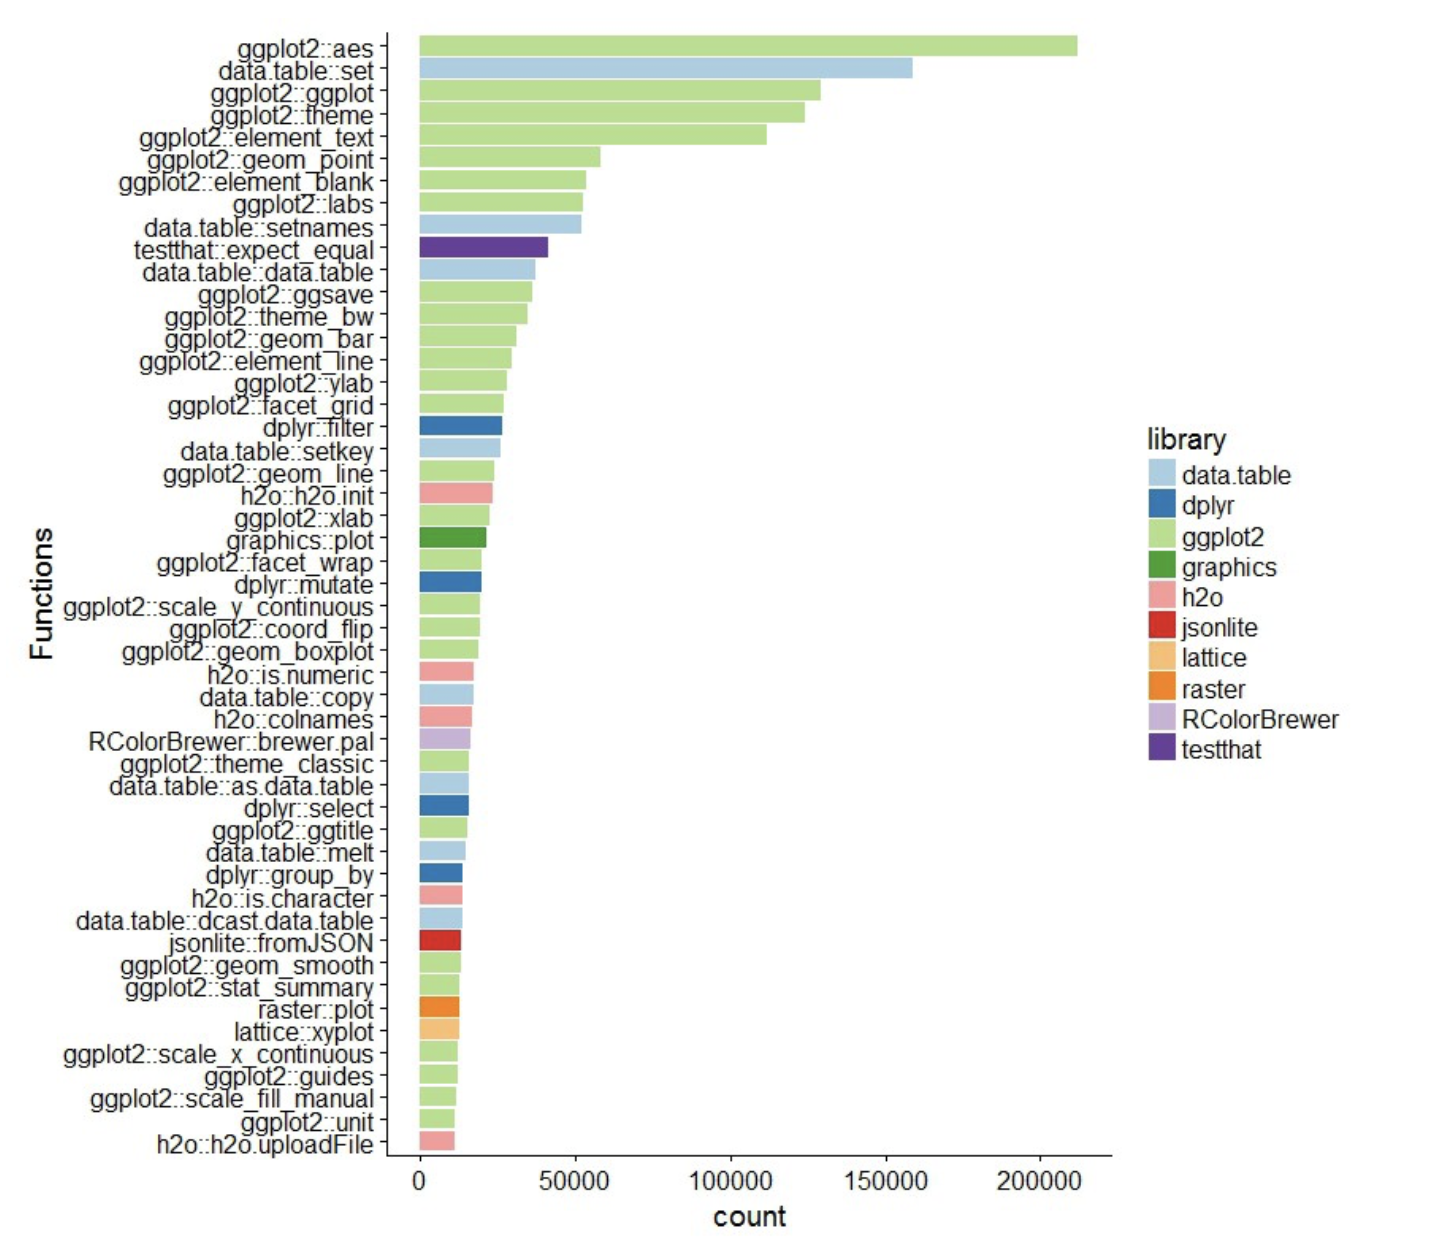 ggplot2::aes
data.table::set
ggplot2::ggplot
ggplot2::theme
ggplot2::element_text
ggplot2::geom_point
ggplot2::element_blank
ggplot2::labs
data.table::setnames
testthat::expect_equal
data.table::data.table
ggplot2::ggsave
ggplot2::theme_bw
ggplot2::geom_bar
ggplot2::element_line
ggplot2::ylab
ggplot2::facet_grid
dplyr::filter
data.table::setkey
ggplot2::geom_line
h2o::h2o.init
ggplot2::xlab
graphics::plot
ggplot2::facet_wrap
dplyr::mutate
ggplot2::scale_y_continuous
ggplot2::coord_flip
ggplot2::geom_boxplot
h2o::is.numeric
data.table::copy
h2o::colnames
RColorBrewer::brewer.pal
ggplot2::theme_classic
data.table::as.data.table
dplyr::select
ggplot2::ggtitle
data.table::melt
dplyr::group_by
h2o::is.character
data.table::dcast.data.table
jsonlite::fromJSON
ggplot2::geom_smooth
ggplot2::stat_summary
raster::plot
lattice::xyplot
ggplot2::scale_x_continuous
ggplot2::guides
ggplot2::scale_fill_manual
ggplot2::unit
h2o::h2o.uploadFile
Functions
0 50000 100000 150000 200000
count
library
data.table
dplyr
ggplot2
graphics
h2o
jsonlite
lattice
raster
RColorBrewer
testthat